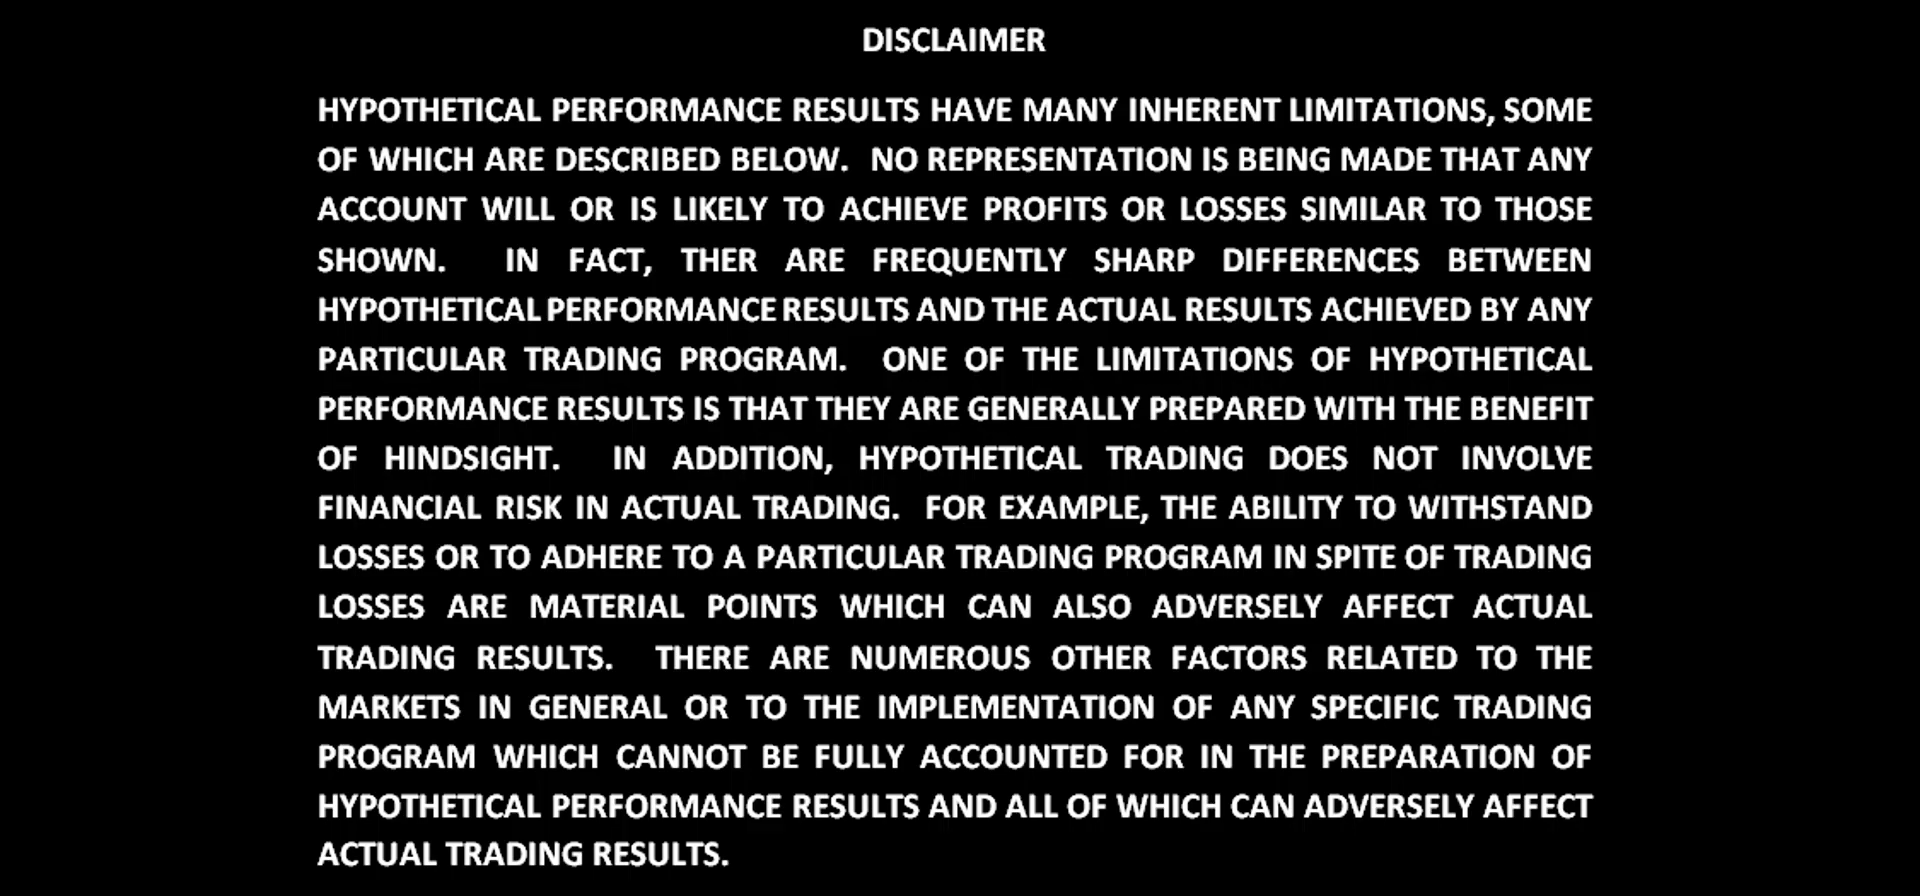 DISCLAIMER
HYPOTHETICAL PERFORMANCE RESULTS HAVE MANY INHERENT LIMITATIONS, SOME
OF WHICH ARE DESCRIBED BELOW. NO REPRESENTATION IS BEING MADE THAT ANY
ACCOUNT WILL OR IS LIKELY TO ACHIEVE PROFITS OR LOSSES SIMILAR TO THOSE
SHOWN. IN FACT, THER ARE FREQUENTLY SHARP DIFFERENCES BETWEEN
HYPOTHETICAL PERFORMANCE RESULTS AND THE ACTUAL RESULTS ACHIEVED BY ANY
PARTICULAR TRADING PROGRAM. ONE OF THE LIMITATIONS OF HYPOTHETICAL
PERFORMANCE RESULTS IS THAT THEY ARE GENERALLY PREPARED WITH THE BENEFIT
OF HINDSIGHT. IN ADDITION, HYPOTHETICAL TRADING DOES NOT INVOLVE
FINANCIAL RISK IN ACTUAL TRADING. FOR EXAMPLE, THE ABILITY TO WITHSTAND
LOSSES OR TO ADHERE TO A PARTICULAR TRADING PROGRAM IN SPITE OF TRADING
LOSSES ARE MATERIAL POINTS WHICH CAN ALSO ADVERSELY AFFECT ACTUAL
TRADING RESULTS. THERE ARE NUMEROUS OTHER FACTORS RELATED TO THE
MARKETS IN GENERAL OR TO THE IMPLEMENTATION OF ANY SPECIFIC TRADING
PROGRAM WHICH CANNOT BE FULLY ACCOUNTED FOR IN THE PREPARATION OF
HYPOTHETICAL PERFORMANCE RESULTS AND ALL OF WHICH CAN ADVERSELY AFFECT
ACTUAL TRADING RESULTS.